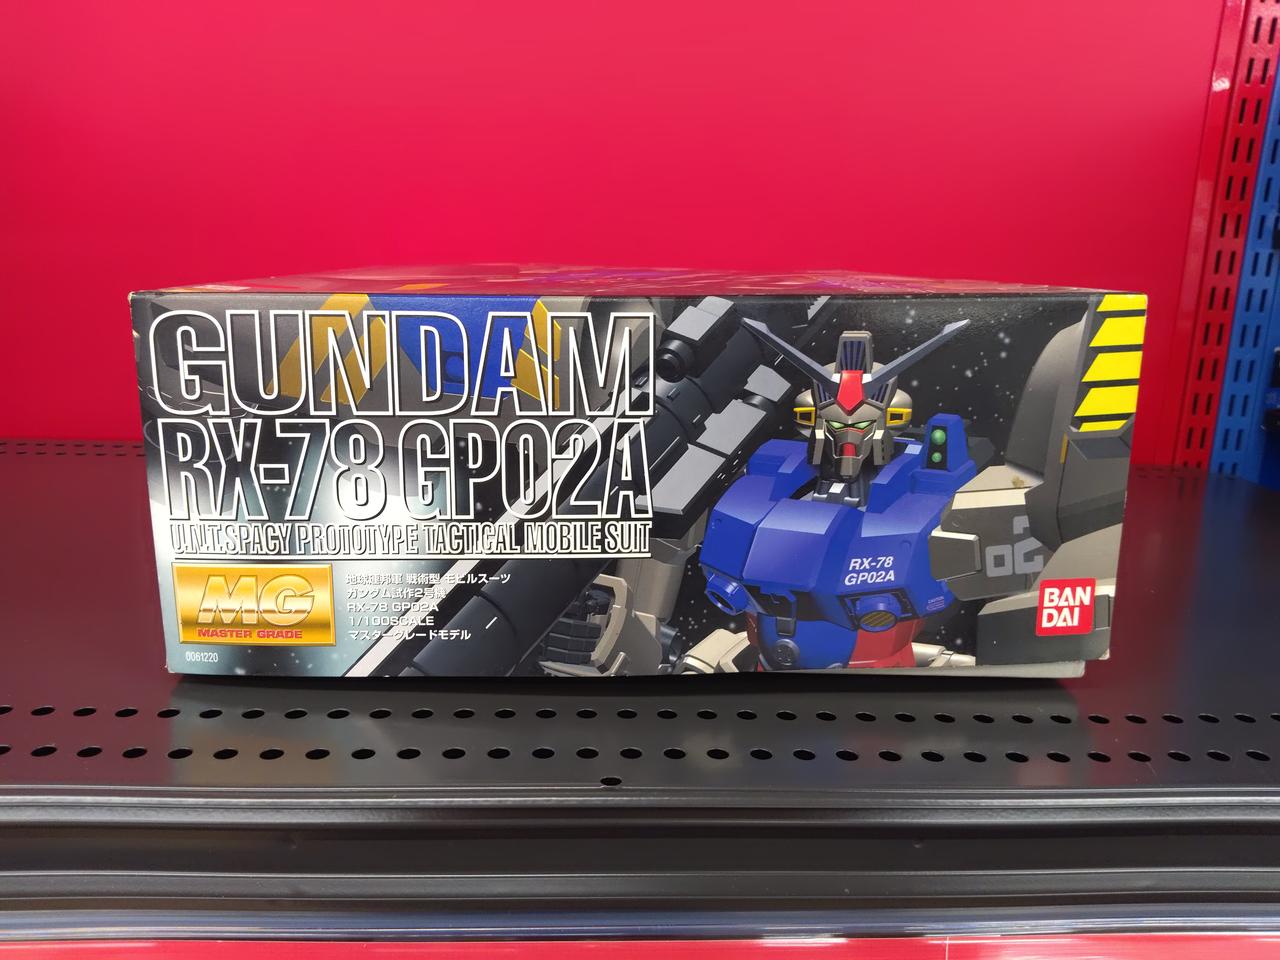 GUNDAM
RX-78 GP02A
U.N.T.SPACY PROTOTYPE TACTICAL MOBILE SUIT
MG
MASTER GRADE
地球連邦軍 戦術型 モビルスーツ
ガンダム試作2号機
RX-78 GP02A
1/100SCALE
マスターグレードモデル
0061220
RX-78
GP02A
CAUTION
02
BAN
DAI